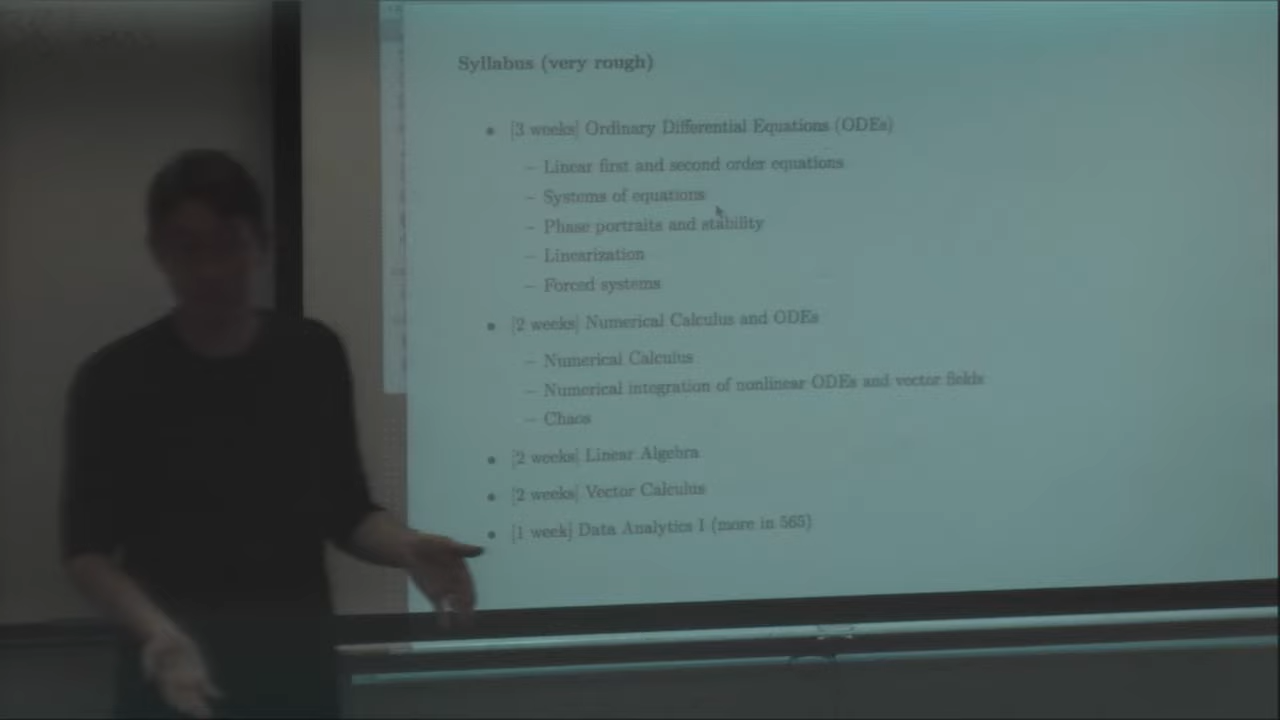 Syllabus (very rough)
• [3 weeks] Ordinary Differential Equations (ODEs)
– Linear first and second order equations
– Systems of equations
– Phase portraits and stability
– Linearization
– Forced systems
• [2 weeks] Numerical Calculus and ODEs
– Numerical Calculus
– Numerical integration of nonlinear ODEs and vector fields
– Chaos
• [2 weeks] Linear Algebra
• [2 weeks] Vector Calculus
• [1 week] Data Analytics I (more in 565)